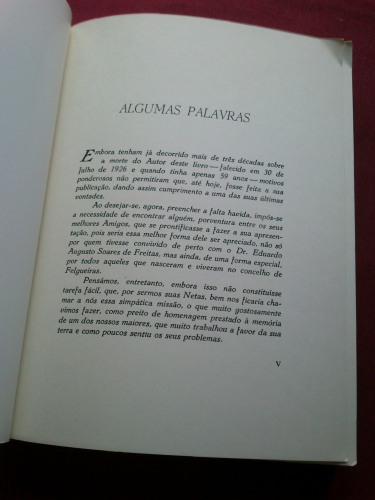 ALGUMAS PALAVRAS
Embora tenham já decorrido mais de três décadas sobre
a morte do Autor deste livro — falecido em 30 de
Julho de 1926 e quando tinha apenas 59 anos — motivos
ponderosos não permitiram que, até hoje, fosse feita a sua
publicação, dando assim cumprimento a uma das suas últimas
vontades.
Ao desejar-se, agora, preencher a falta havida, impôs-se
a necessidade de encontrar alguém, porventura entre os seus
melhores Amigos, que se prontificasse a fazer a sua apresen-
tação, pois seria essa melhor forma dele ser apreciado, não só
por quem tivesse convivido de perto com o Dr. Eduardo
Augusto Soares de Freitas, mas ainda, de uma forma especial,
por todos aqueles que nasceram e viveram no concelho de
Felgueiras.
Pensámos, entretanto, embora isso não constituisse
tarefa fácil, que, por sermos suas Netas, bem nos ficaria cha-
mar a nós essa simpática missão, o que muito gostosamente
vimos fazer, como preito de homenagem prestado à memória
de um dos nossos maiores, que muito trabalhou a favor da sua
terra e como poucos sentiu os seus problemas.
V